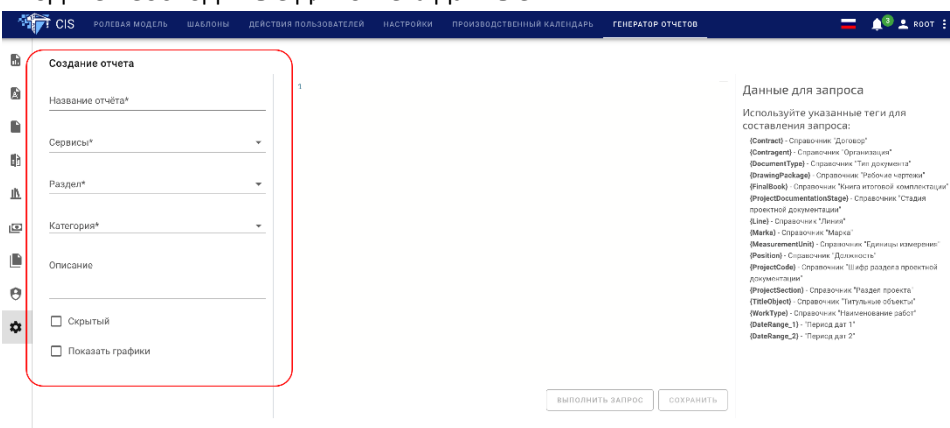 CIS РОЛЕВАЯ МОДЕЛЬ ШАБЛОНЫ ДЕЙСТВИЯ ПОЛЬЗОВАТЕЛЕЙ НАСТРОЙКИ ПРОИЗВОДСТВЕННЫЙ КАЛЕНДАРЬ ГЕНЕРАТОР ОТЧЕТОВ 3 ROOT
Создание отчета
Название отчёта*
Сервисы*
Раздел*
Категория*
Описание
Скрытый
Показать графики
1
ВЫПОЛНИТЬ ЗАПРОС СОХРАНИТЬ
Данные для запроса
Используйте указанные теги для
составления запроса:
{Contract} - Справочник "Договор"
{Contragent} - Справочник "Организация"
{DocumentType} - Справочник "Тип документа"
{DrawingPackage} - Справочник "Рабочие чертежи"
{FinalBook} - Справочник "Книга итоговой комплектации"
{ProjectDocumentationStage} - Справочник "Стадия
проектной документации"
{Line} - Справочник "Линия"
{Marka} - Справочник "Марка"
{MeasurementUnit} - Справочник "Единицы измерения"
{Position} - Справочник "Должность"
{ProjectCode} - Справочник "Шифр раздела проектной
документации"
{ProjectSection} - Справочник "Раздел проекта"
{TitleObject} - Справочник "Титульные объекты"
{WorkType} - Справочник "Наименование работ"
{DateRange_1} - "Период дат 1"
{DateRange_2} - "Период дат 2"